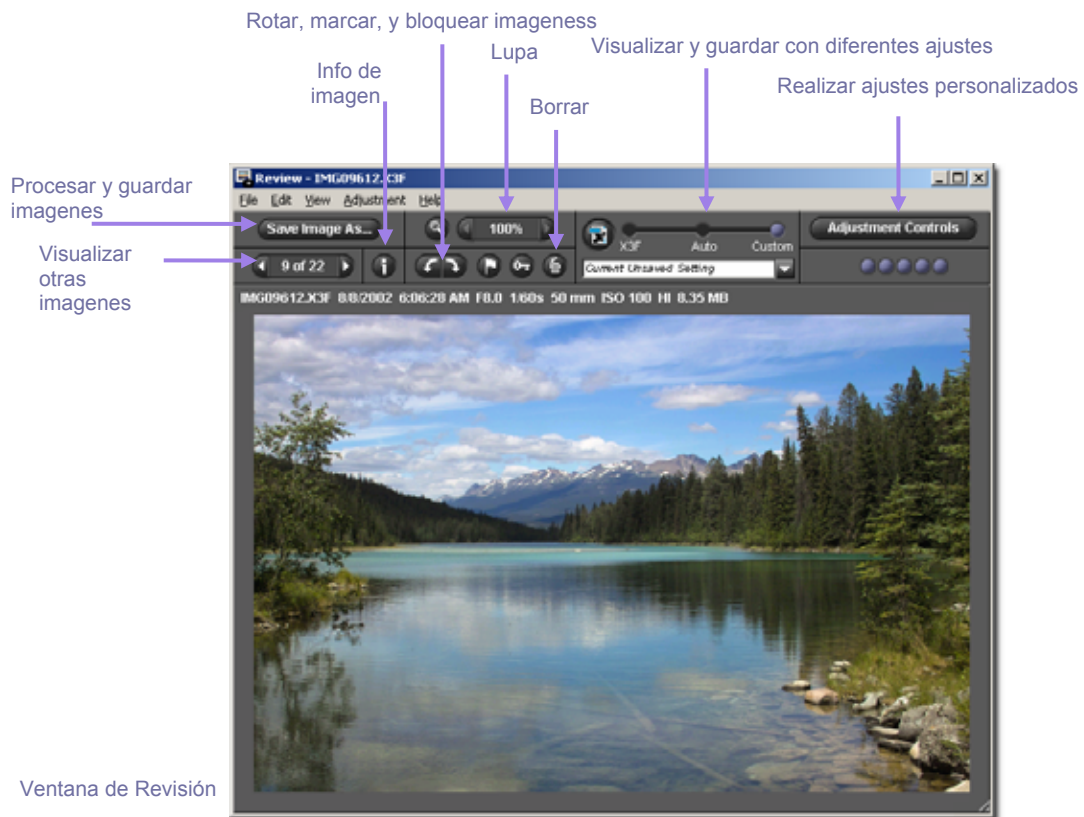 Rotar, marcar, y bloquear imageness
Lupa
Visualizar y guardar con diferentes ajustes
Info de
imagen
Realizar ajustes personalizados
Borrar
Procesar y guardar
imagenes
Visualizar
otras
imagenes
Review - IMG09612.X3F
File Edit View Adjustment Help
Save Image As...
100%
X3F Auto Custom
Adjustment Controls
9 of 22
Current Unsaved Setting
IMG09612.X3F 8/8/2002 6:06:28 AM F8.0 1/60s 50 mm ISO 100 HI 8.35 MB
Ventana de Revisión